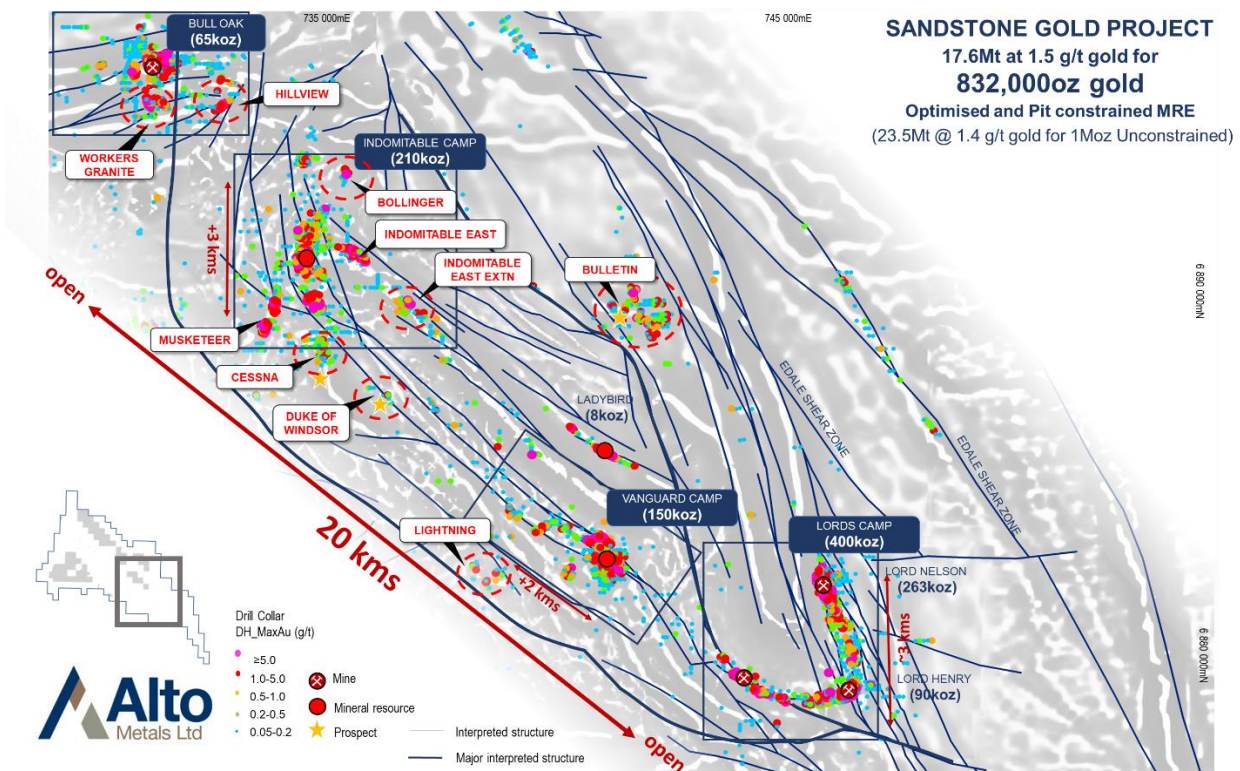 735 000mE
745 000mE
SANDSTONE GOLD PROJECT
17.6Mt at 1.5 g/t gold for
832,000oz gold
Optimised and Pit constrained MRE
(23.5Mt @ 1.4 g/t gold for 1Moz Unconstrained)
BULL OAK
(65koz)
HILLVIEW
WORKERS
GRANITE
INDOMITABLE CAMP
(210koz)
BOLLINGER
INDOMITABLE EAST
INDOMITABLE
EAST EXTN
BULLETIN
+3 kms
6 890 000mN
open
MUSKETEER
CESSNA
DUKE OF
WINDSOR
LADYBIRD
(8koz)
EDALE SHEAR ZONE
EDALE SHEAR ZONE
20 kms
VANGUARD CAMP
(150koz)
LIGHTNING
+2 kms
LORDS CAMP
(400koz)
LORD NELSON
(263koz)
~3 kms
LORD HENRY
(90koz)
6 880 000mN
open
Drill Collar
DH_MaxAu (g/t)
≥5.0
1.0-5.0
0.5-1.0
0.2-0.5
0.05-0.2
Mine
Mineral resource
Prospect
Interpreted structure
Major interpreted structure
Alto
Metals Ltd